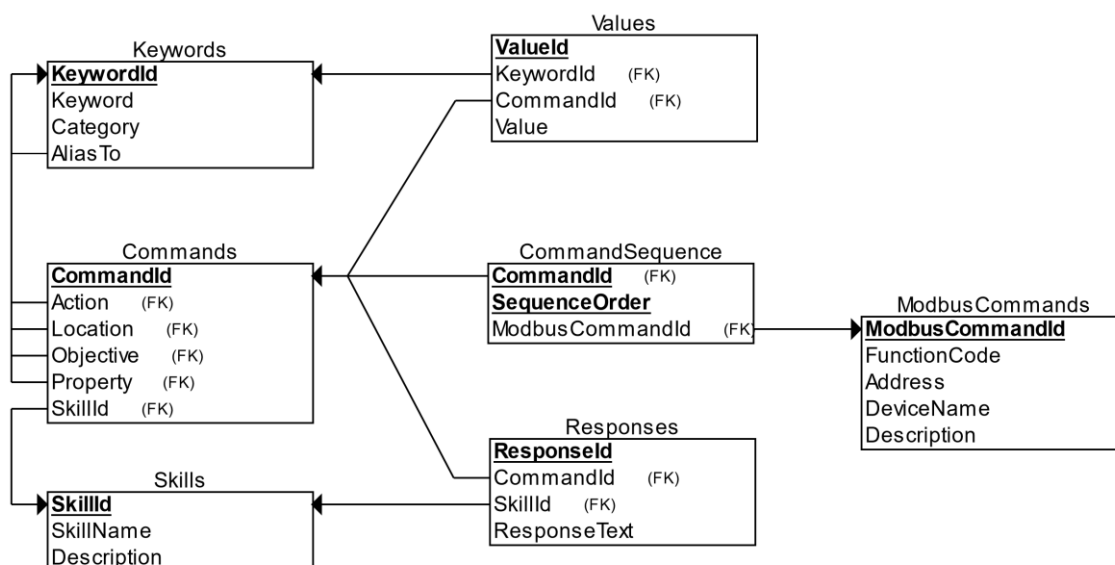 Keywords
KeywordId
Keyword
Category
AliasTo
Values
ValueId
KeywordId (FK)
CommandId (FK)
Value
Commands
CommandId
Action (FK)
Location (FK)
Objective (FK)
Property (FK)
SkillId (FK)
CommandSequence
CommandId (FK)
SequenceOrder
ModbusCommandId (FK)
ModbusCommands
ModbusCommandId
FunctionCode
Address
DeviceName
Description
Skills
SkillId
SkillName
Description
Responses
ResponseId
CommandId (FK)
SkillId (FK)
ResponseText